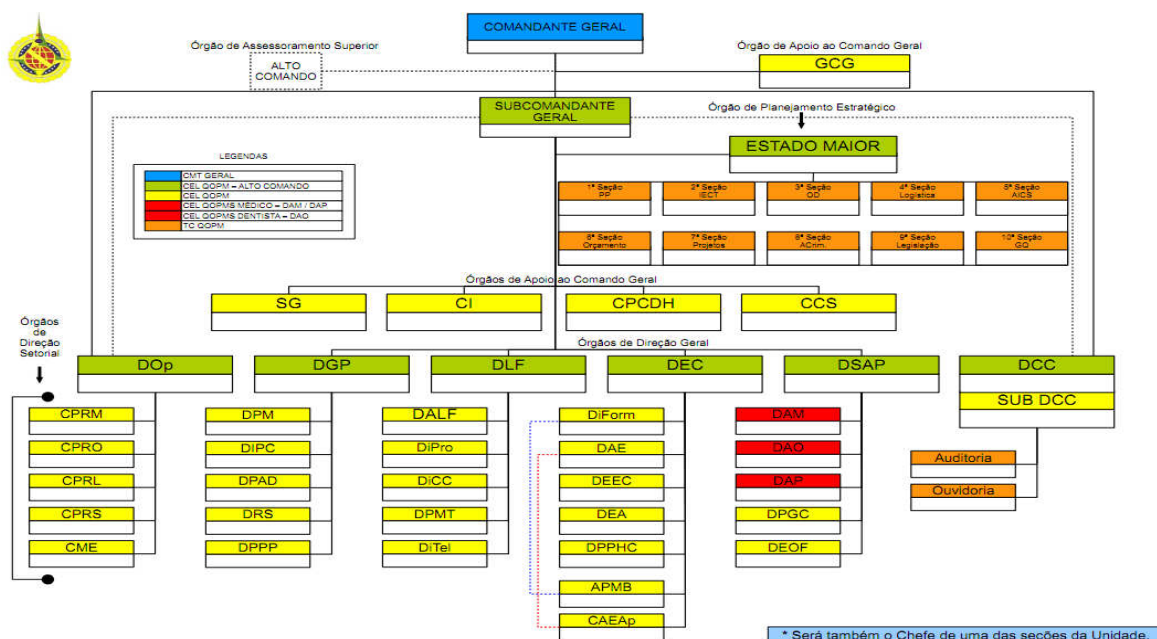 COMANDANTE GERAL
Órgão de Assessoramento Superior
Órgão de Apoio ao Comando Geral
ALTO
COMANDO
GCG
SUBCOMANDANTE
GERAL
Órgão de Planejamento Estratégico
ESTADO MAIOR
LEGENDAS
CMT GERAL
CEL QOPM – ALTO COMANDO
CEL QOPM
CEL QOPMS MÉDICO – DAM / DAP
CEL QOPMS DENTISTA – DAO
TC QOPM
1ª Seção
PP
2ª Seção
IECT
3ª Seção
OD
4ª Seção
Logística
5ª Seção
AICS
6ª Seção
Orçamento
7ª Seção
Projetos
8ª Seção
ACrim.
9ª Seção
Legislação
10ª Seção
GQ
Órgãos de Apoio ao Comando Geral
SG
CI
CPCDH
CCS
Órgãos
de
Direção
Setorial
Órgãos de Direção Geral
DOp
DGP
DLF
DEC
DSAP
DCC
SUB DCC
CPRM
CPRO
CPRL
CPRS
CME
DPM
DIPC
DPAD
DRS
DPPP
DALF
DiPro
DiCC
DPMT
DiTel
DiForm
DAE
DEEC
DEA
DPPHC
APMB
CAEAp
DAM
DAO
DAP
DPGC
DEOF
Auditoria
Ouvidoria
* Será também o Chefe de uma das seções da Unidade.